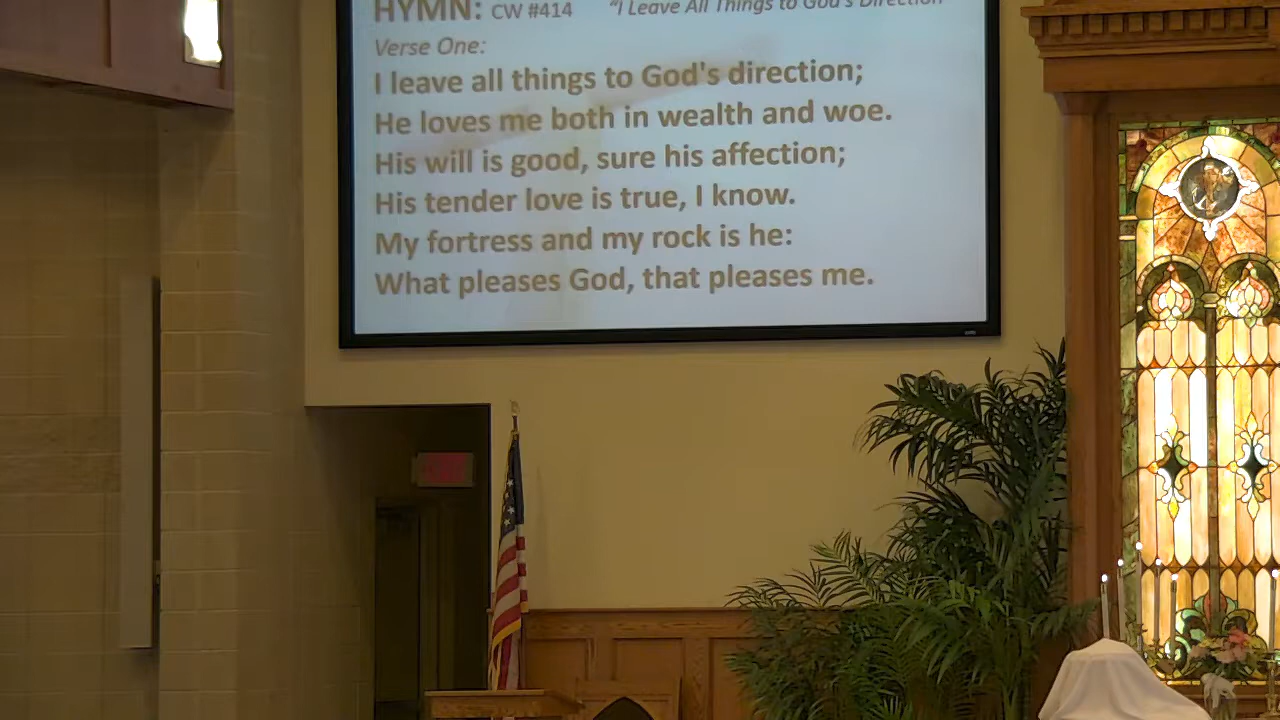 HYMN: CW #414 "I Leave All Things to God's Direction"
Verse One:
I leave all things to God's direction;
He loves me both in wealth and woe.
His will is good, sure his affection;
His tender love is true, I know.
My fortress and my rock is he:
What pleases God, that pleases me.